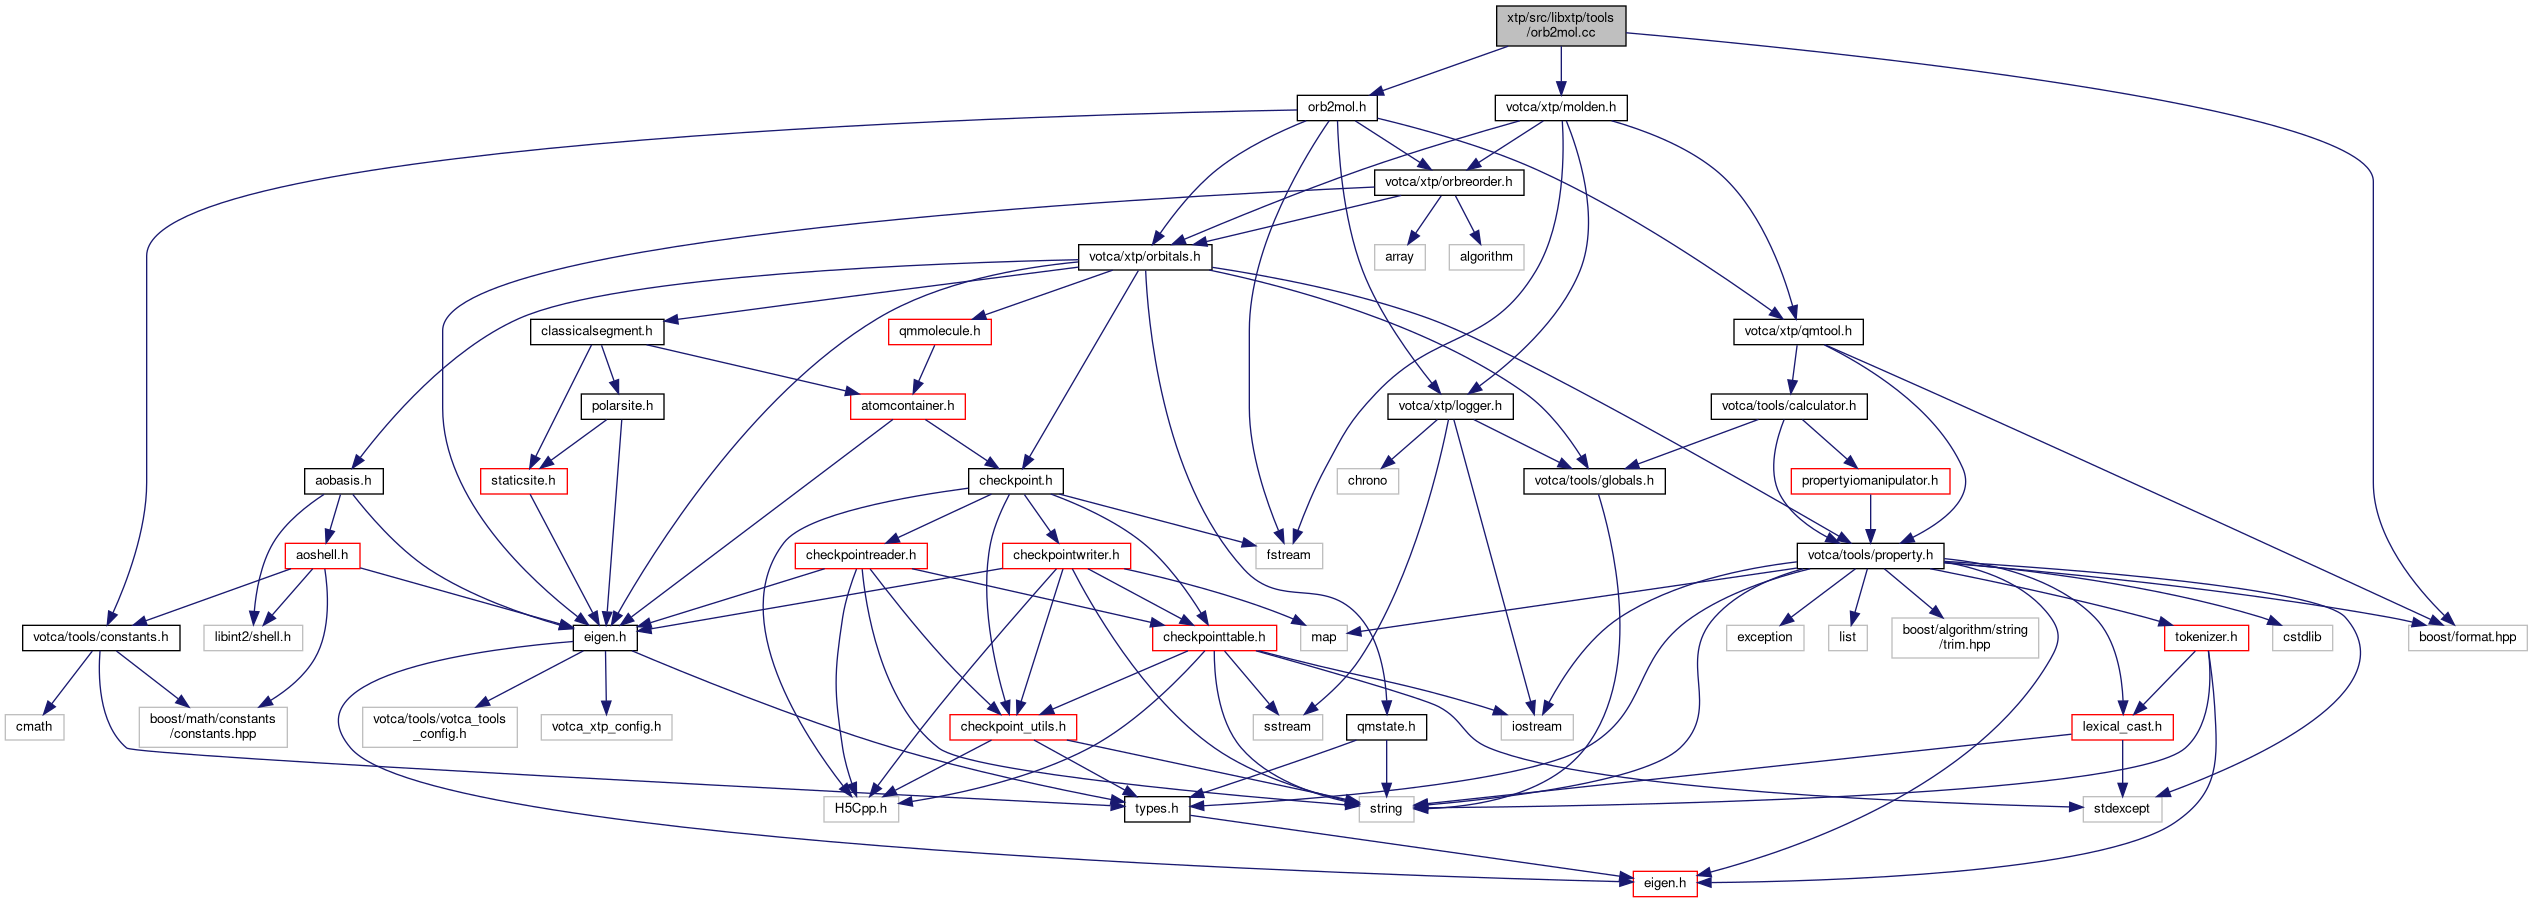 xtp/src/libxtp/tools
/orb2mol.cc
orb2mol.h
votca/xtp/molden.h
votca/xtp/orbreorder.h
votca/xtp/orbitals.h
array
algorithm
classicalsegment.h
qmmolecule.h
votca/xtp/qmtool.h
polarsite.h
atomcontainer.h
votca/xtp/logger.h
votca/tools/calculator.h
aobasis.h
staticsite.h
checkpoint.h
chrono
votca/tools/globals.h
propertyiomanipulator.h
aoshell.h
checkpointreader.h
checkpointwriter.h
fstream
votca/tools/property.h
votca/tools/constants.h
libint2/shell.h
eigen.h
checkpointtable.h
map
exception
list
boost/algorithm/string
/trim.hpp
tokenizer.h
cstdlib
boost/format.hpp
cmath
boost/math/constants
/constants.hpp
votca/tools/votca_tools
_config.h
votca_xtp_config.h
checkpoint_utils.h
sstream
qmstate.h
iostream
lexical_cast.h
H5Cpp.h
types.h
string
stdexcept
eigen.h